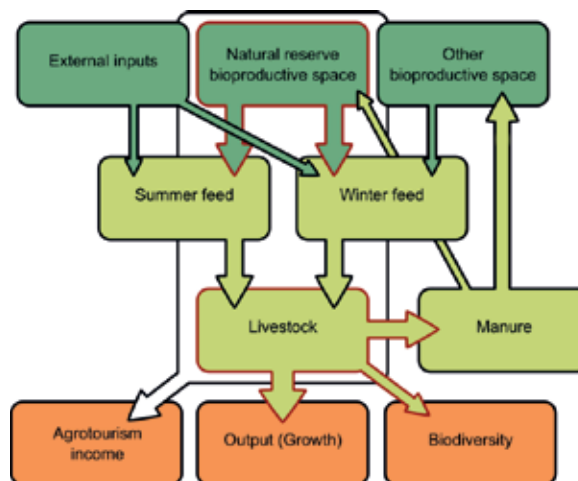 External inputs
Natural reserve
bioproductive space
Other
bioproductive space
Summer feed
Winter feed
Livestock
Manure
Agrotourism
income
Output (Growth)
Biodiversity